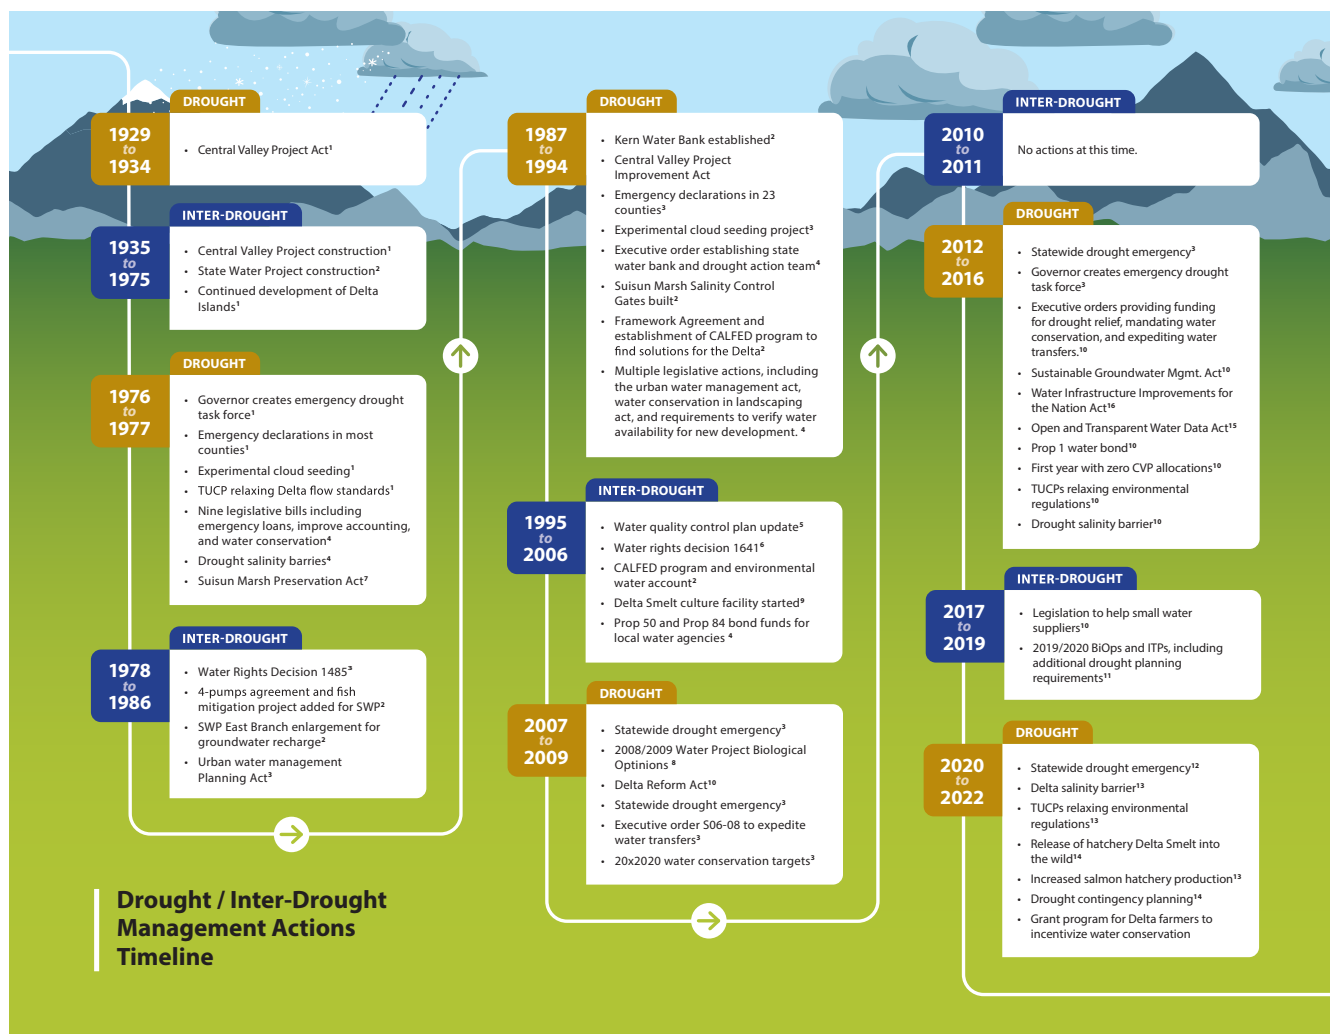 DROUGHT
1929
to
1934
• Central Valley Project Act¹
INTER-DROUGHT
1935
to
1975
• Central Valley Project construction¹
• State Water Project construction²
• Continued development of Delta
Islands¹
DROUGHT
1976
to
1977
• Governor creates emergency drought
task force¹
• Emergency declarations in most
counties¹
• Experimental cloud seeding¹
• TUCP relaxing Delta flow standards¹
• Nine legislative bills including
emergency loans, improve accounting,
and water conservation⁴
• Drought salinity barries⁴
• Suisun Marsh Preservation Act⁷
INTER-DROUGHT
1978
to
1986
• Water Rights Decision 1485³
• 4-pumps agreement and fish
mitigation project added for SWP²
• SWP East Branch enlargement for
groundwater recharge²
• Urban water management
Planning Act³
DROUGHT
1987
to
1994
• Kern Water Bank established²
• Central Valley Project
Improvement Act
• Emergency declarations in 23
counties³
• Experimental cloud seeding project³
• Executive order establishing state
water bank and drought action team⁴
• Suisun Marsh Salinity Control
Gates built²
• Framework Agreement and
establishment of CALFED program to
find solutions for the Delta²
• Multiple legislative actions, including
the urban water management act,
water conservation in landscaping
act, and requirements to verify water
availability for new development. ⁴
INTER-DROUGHT
1995
to
2006
• Water quality control plan update⁵
• Water rights decision 1641⁶
• CALFED program and environmental
water account²
• Delta Smelt culture facility started⁹
• Prop 50 and Prop 84 bond funds for
local water agencies ⁴
DROUGHT
2007
to
2009
• Statewide drought emergency³
• 2008/2009 Water Project Biological
Opinions ⁸
• Delta Reform Act¹⁰
• Statewide drought emergency³
• Executive order S06-08 to expedite
water transfers³
• 20x2020 water conservation targets³
INTER-DROUGHT
2010
to
2011
No actions at this time.
DROUGHT
2012
to
2016
• Statewide drought emergency³
• Governor creates emergency drought
task force³
• Executive orders providing funding
for drought relief, mandating water
conservation, and expediting water
transfers.¹⁰
• Sustainable Groundwater Mgmt. Act¹⁰
• Water Infrastructure Improvements for
the Nation Act¹⁶
• Open and Transparent Water Data Act¹⁵
• Prop 1 water bond¹⁰
• First year with zero CVP allocations¹⁰
• TUCPs relaxing environmental
regulations¹⁰
• Drought salinity barrier¹⁰
INTER-DROUGHT
2017
to
2019
• Legislation to help small water
suppliers¹⁰
• 2019/2020 BiOps and ITPs, including
additional drought planning
requirements¹¹
DROUGHT
2020
to
2022
• Statewide drought emergency¹²
• Delta salinity barrier¹³
• TUCPs relaxing environmental
regulations¹³
• Release of hatchery Delta Smelt into
the wild¹⁴
• Increased salmon hatchery production¹³
• Drought contingency planning¹⁴
• Grant program for Delta farmers to
incentivize water conservation
Drought / Inter-Drought
Management Actions
Timeline